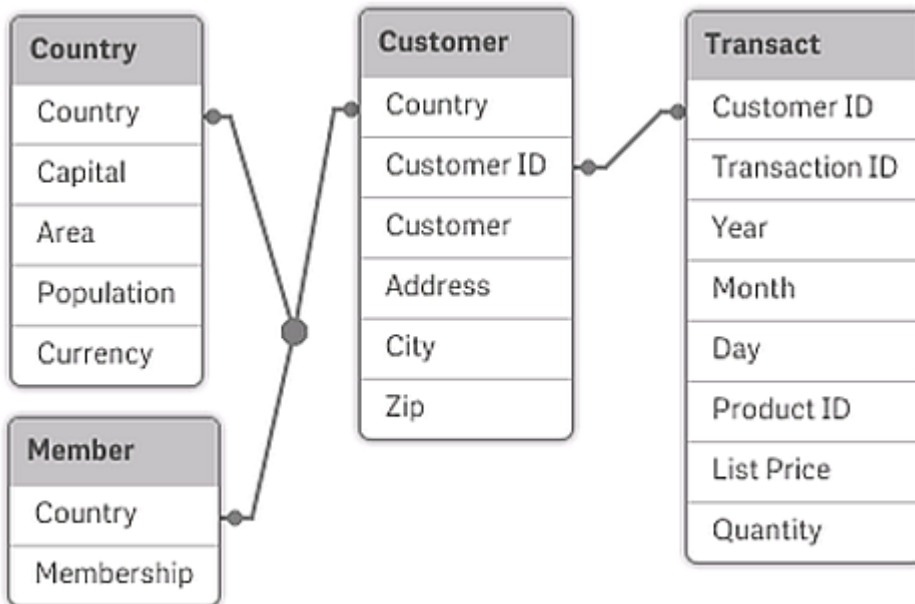 Country
Country
Capital
Area
Population
Currency
Member
Country
Membership
Customer
Country
Customer ID
Customer
Address
City
Zip
Transact
Customer ID
Transaction ID
Year
Month
Day
Product ID
List Price
Quantity